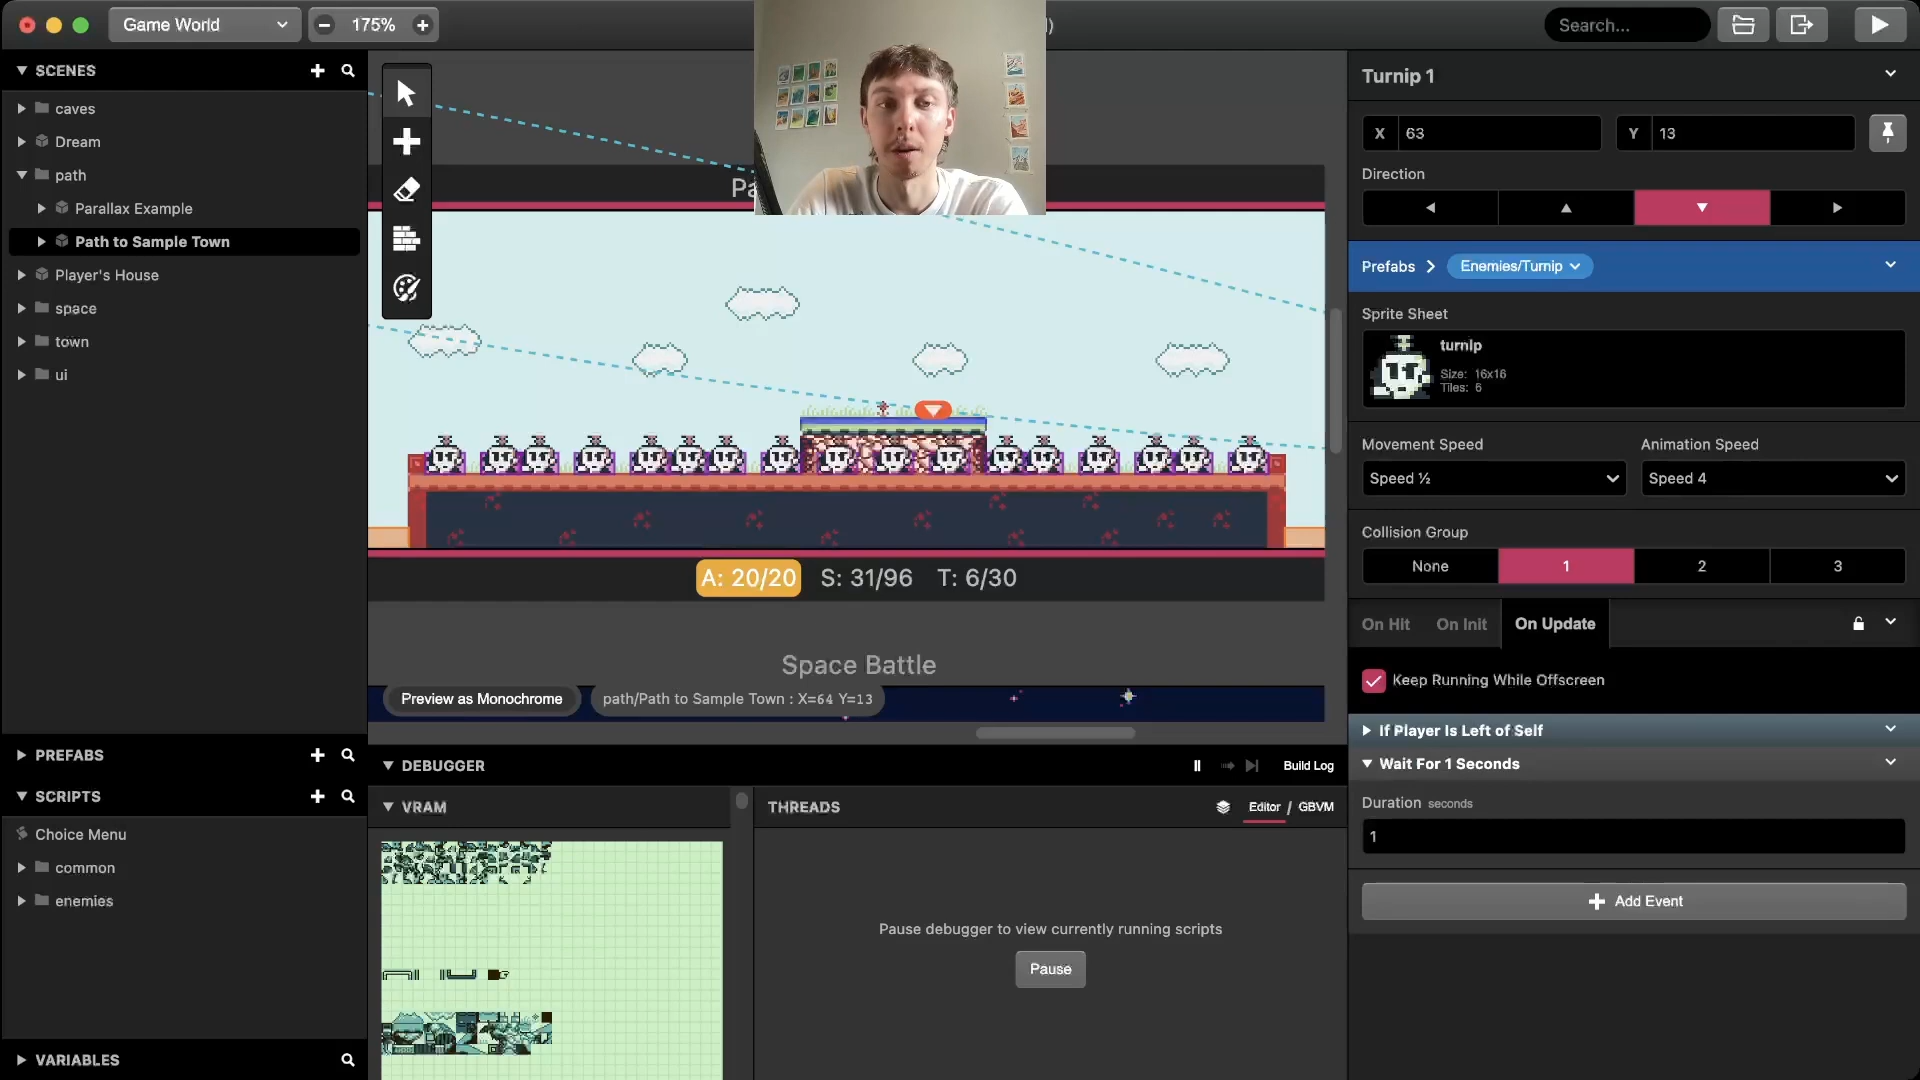 Game World
175%
)
Search...
SCENES
caves
Dream
path
Parallax Example
Path to Sample Town
Player's House
space
town
ui
PREFABS
SCRIPTS
Choice Menu
common
enemies
VARIABLES
Pa
A: 20/20 S: 31/96 T: 6/30
Space Battle
Preview as Monochrome
path/Path to Sample Town : X=64 Y=13
DEBUGGER
Build Log
VRAM
THREADS
Editor / GBVM
Pause debugger to view currently running scripts
Pause
Turnip 1
X 63
Y 13
Direction
Prefabs
Enemies/Turnip
Sprite Sheet
turnip
Size: 16x16
Tiles: 6
Movement Speed
Animation Speed
Speed ½
Speed 4
Collision Group
None 1 2 3
On Hit On Init On Update
Keep Running While Offscreen
If Player Is Left of Self
Wait For 1 Seconds
Duration seconds
1
Add Event